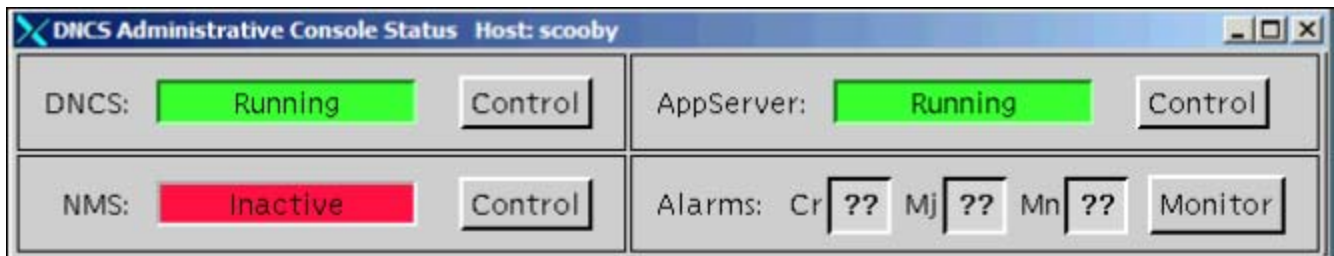 DNCS Administrative Console Status Host: scooby
DNCS: Running Control AppServer: Running Control
NMS: Inactive Control Alarms: Cr ?? Mj ?? Mn ?? Monitor